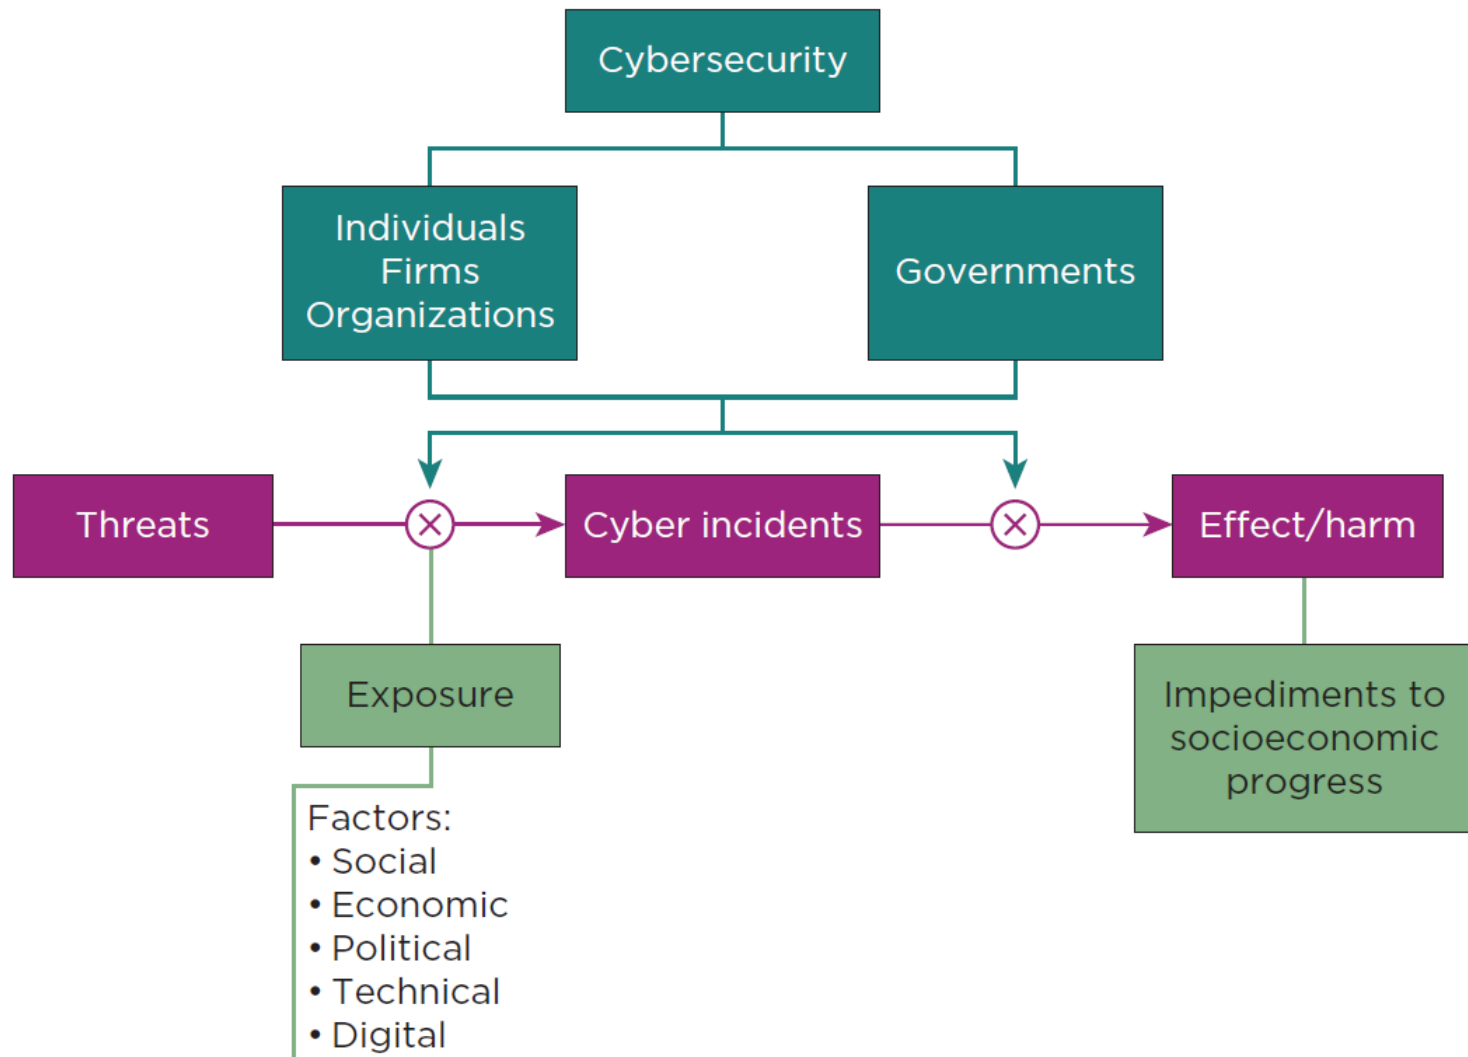 Cybersecurity
Individuals
Firms
Organizations
Governments
Threats
Cyber incidents
Effect/harm
Exposure
Impediments to
socioeconomic
progress
Factors:
• Social
• Economic
• Political
• Technical
• Digital